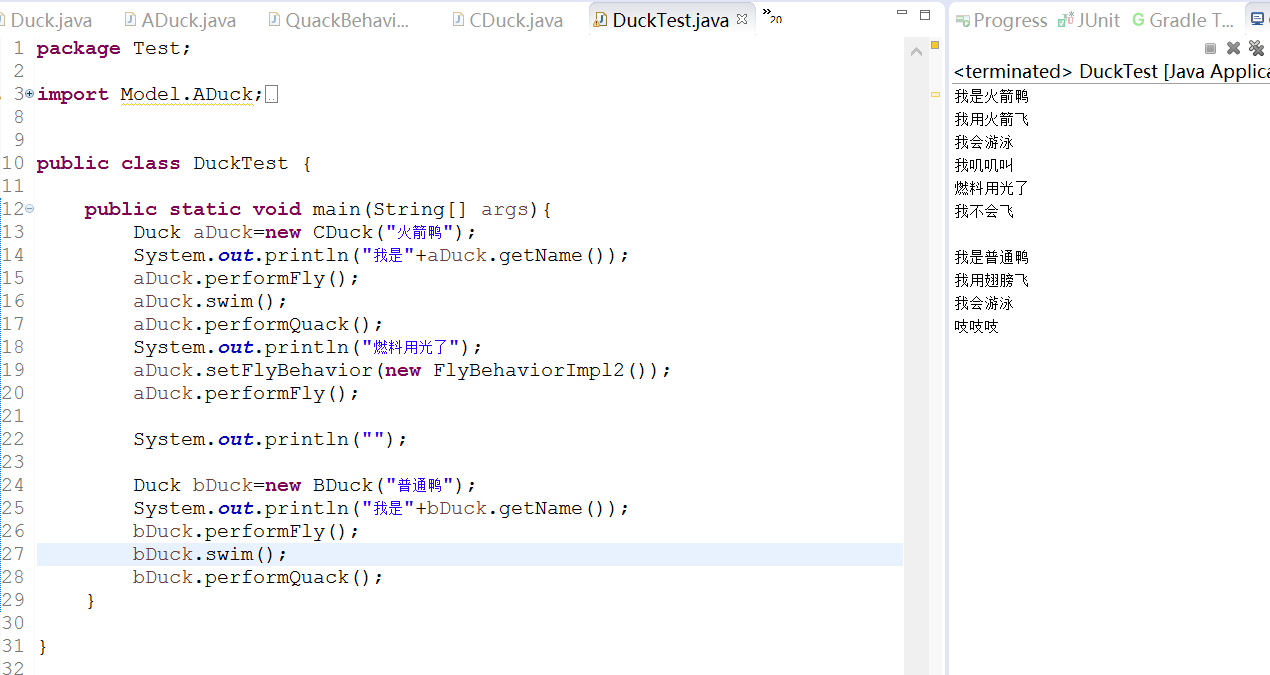 Duck.java ADuck.java QuackBehavi... CDuck.java DuckTest.java »20
1 package Test;
2
3 import Model.ADuck;
8
9
10 public class DuckTest {
11
12 public static void main(String[] args){
13 Duck aDuck=new CDuck("火箭鸭");
14 System.out.println("我是"+aDuck.getName());
15 aDuck.performFly();
16 aDuck.swim();
17 aDuck.performQuack();
18 System.out.println("燃料用光了");
19 aDuck.setFlyBehavior(new FlyBehaviorImpl2());
20 aDuck.performFly();
21
22 System.out.println("");
23
24 Duck bDuck=new BDuck("普通鸭");
25 System.out.println("我是"+bDuck.getName());
26 bDuck.performFly();
27 bDuck.swim();
28 bDuck.performQuack();
29 }
30
31 }
32
Progress JUnit Gradle T...
<terminated> DuckTest [Java Applica
我是火箭鸭
我用火箭飞
我会游泳
我叽叽叫
燃料用光了
我不会飞
我是普通鸭
我用翅膀飞
我会游泳
吱吱吱